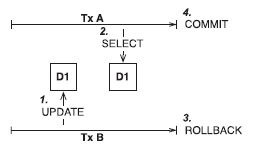 Tx A
4.
COMMIT
2.
SELECT
D1
D1
1.
UPDATE
3.
ROLLBACK
Tx B